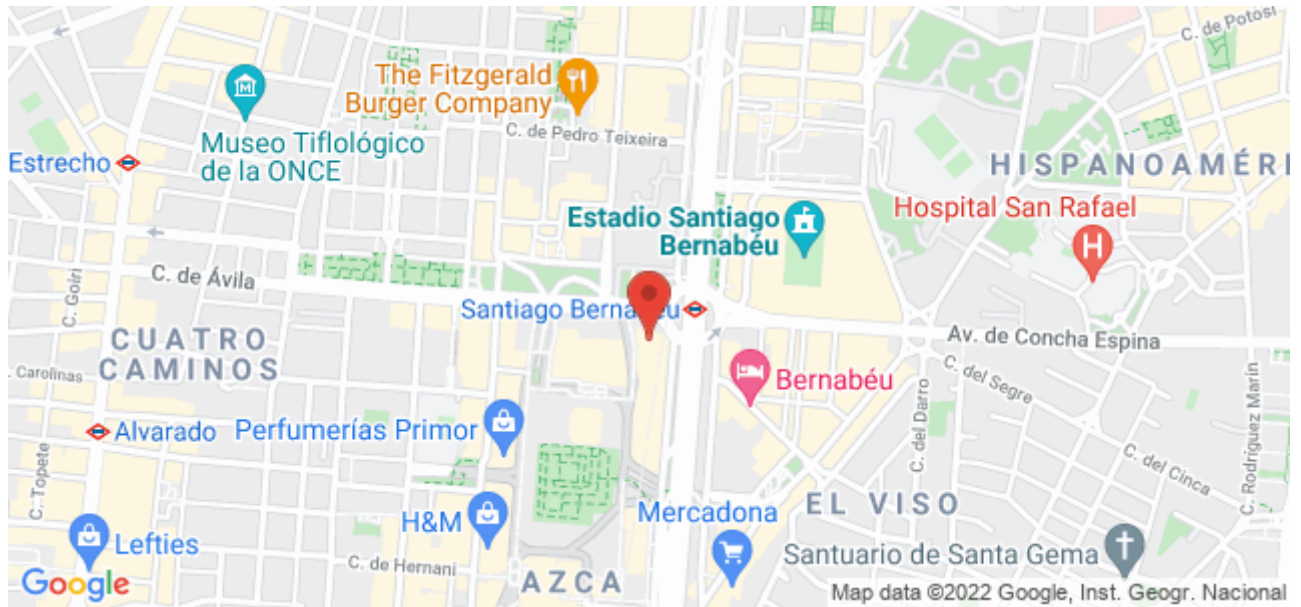 C. de Potosí
The Fitzgerald
Burger Company
C. de Pedro Teixeira
Museo Tiflológico
de la ONCE
Estrecho
HISPANOAMÉRI
Hospital San Rafael
Estadio Santiago
Bernabéu
C. de Ávila
C. Goiri
Santiago Bernabéu
CUATRO
CAMINOS
Av. de Concha Espina
C. del Segre
Carolinas
Bernabéu
C. del Darro
C. Rodríguez Marín
Alvarado
Perfumerías Primor
C. del Cinca
C. Topete
EL VISO
H&M
Mercadona
Lefties
Santuario de Santa Gema
C. de Hernani
AZCA
Google
Map data ©2022 Google, Inst. Geogr. Nacional